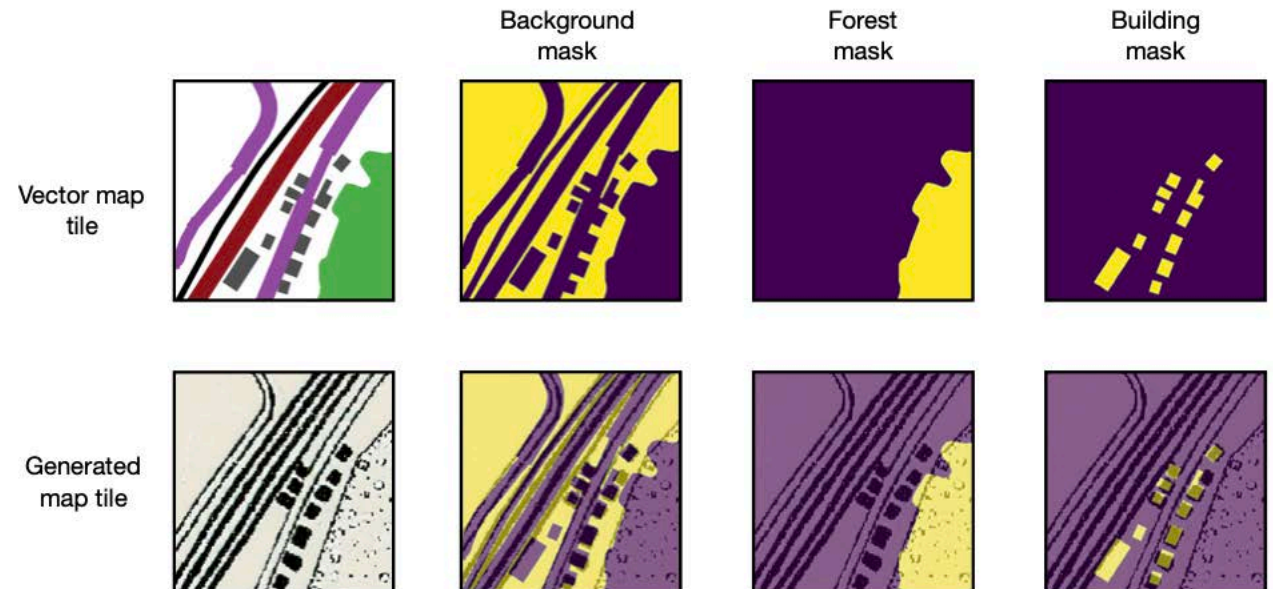 Background
mask
Forest
mask
Building
mask
Vector map
tile
Generated
map tile